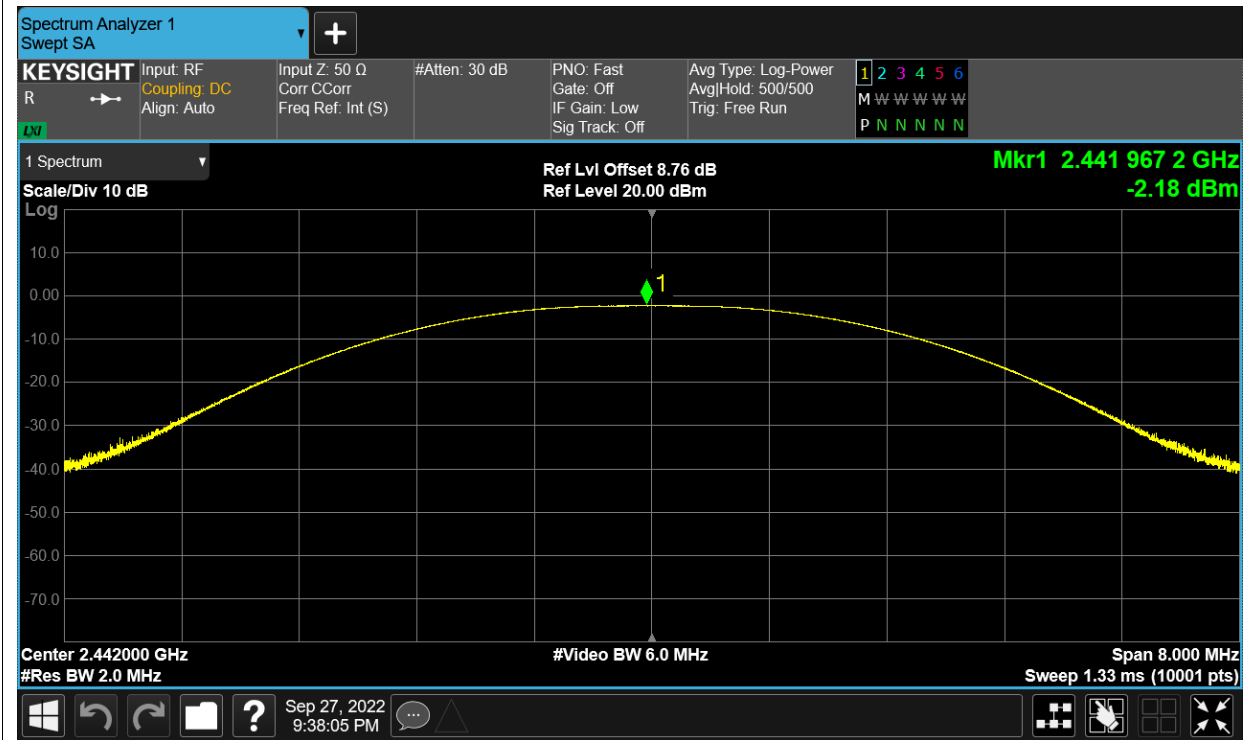 Spectrum Analyzer 1
Swept SA
KEYSIGHT
R
LXI
Input: RF
Coupling: DC
Align: Auto
Input Z: 50 Ω
Corr CCorr
Freq Ref: Int (S)
#Atten: 30 dB
PNO: Fast
Gate: Off
IF Gain: Low
Sig Track: Off
Avg Type: Log-Power
Avg|Hold: 500/500
Trig: Free Run
1 2 3 4 5 6
M W W W W W
P N N N N N
1 Spectrum
Scale/Div 10 dB
Log
Ref Lvl Offset 8.76 dB
Ref Level 20.00 dBm
Mkr1 2.441 967 2 GHz
-2.18 dBm
10.0
0.00
-10.0
-20.0
-30.0
-40.0
-50.0
-60.0
-70.0
1
Center 2.442000 GHz
#Res BW 2.0 MHz
#Video BW 6.0 MHz
Span 8.000 MHz
Sweep 1.33 ms (10001 pts)
?
Sep 27, 2022
9:38:05 PM